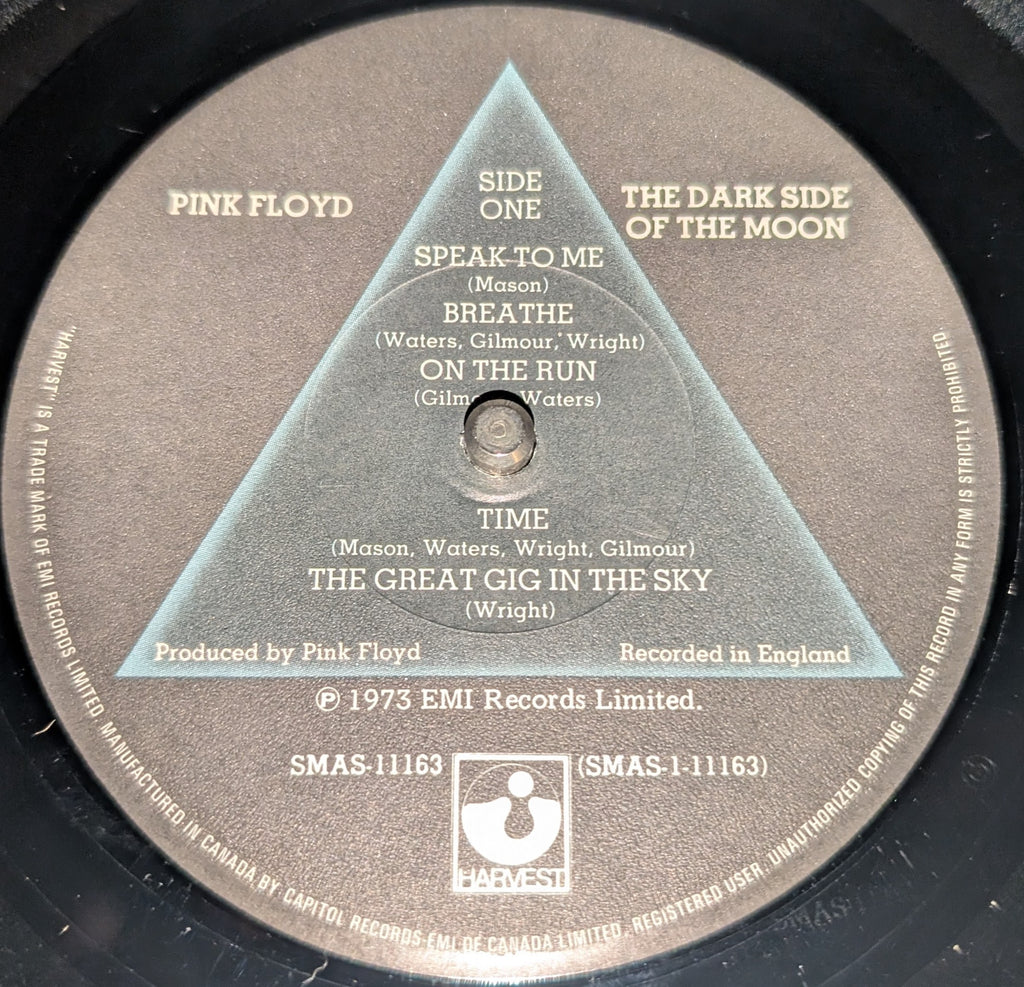 SIDE
ONE
PINK FLOYD
THE DARK SIDE
OF THE MOON
SPEAK TO ME
(Mason)
BREATHE
(Waters, Gilmour, Wright)
ON THE RUN
Waters)
TIME
(Mason, Waters, Wright, Gilmour)
THE GREAT GIG IN THE SKY
(Wright)
Produced by Pink Floyd
Recorded in England
Ⓟ 1973 EMI Records Limited.
SMAS-11163
(SMAS-1-11163)
HARVEST
"HARVEST" IS A TRADE MARK OF EMI RECORDS LIMITED MANUFACTURED IN CANADA BY CAPITOL RECORDS-EMI OF CANADA LIMITED, REGISTERED USER. UNAUTHORIZED COPYING OF THIS RECORD IN ANY FORM IS STRICTLY PROHIBITED.